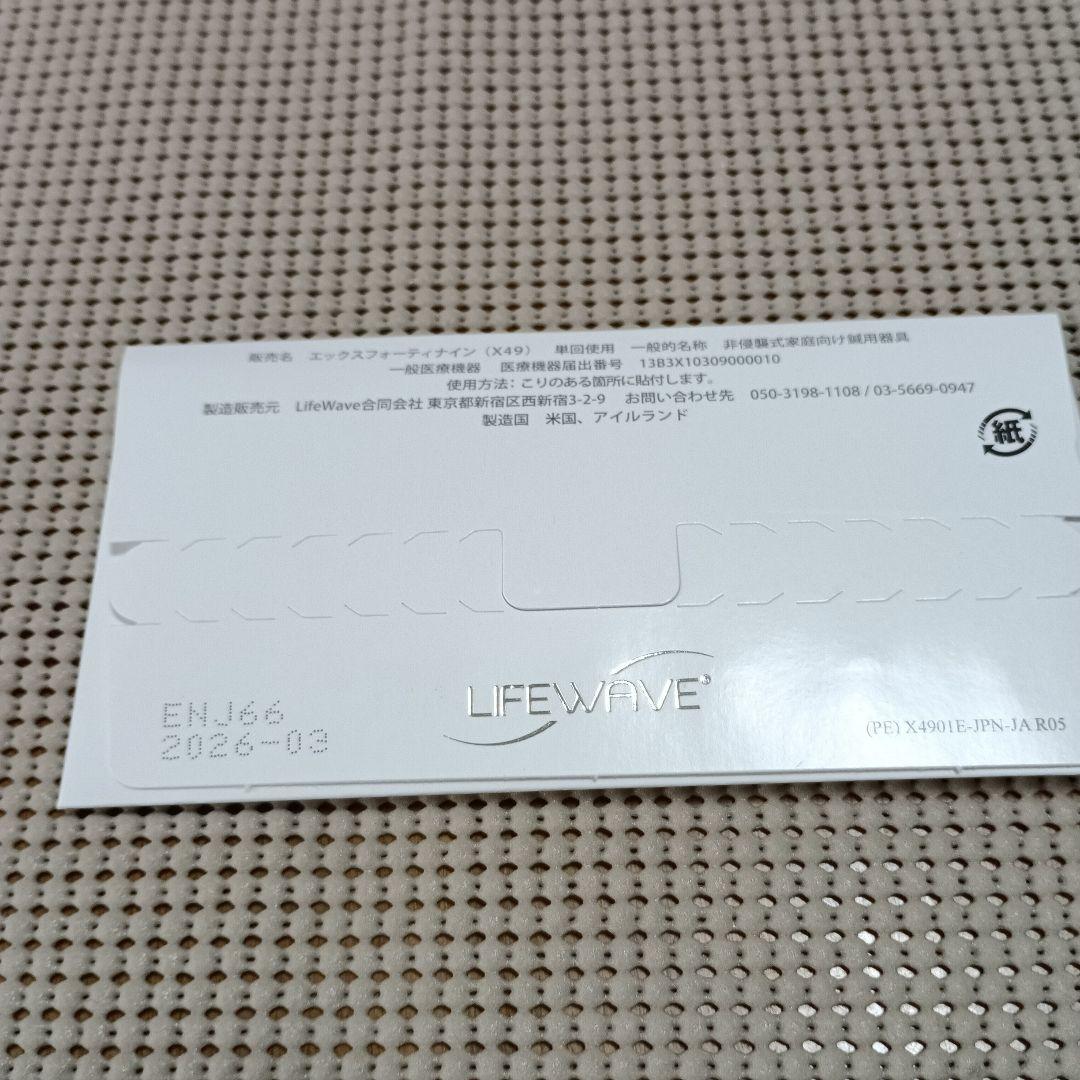 販売名 エックスフォーティナイン（X49） 単回使用 一般的名称 非侵襲式家庭向け鍼用器具
一般医療機器 医療機器届出番号 13B3X10309000010
使用方法：こりのある箇所に貼付します。
製造販売元 LifeWave合同会社 東京都新宿区西新宿3-2-9 お問い合わせ先 050-3198-1108 / 03-5669-0947
製造国 米国、アイルランド
紙
LIFEWAVE®
ENJ66
2026-03
(PE) X4901E-JPN-JA R05